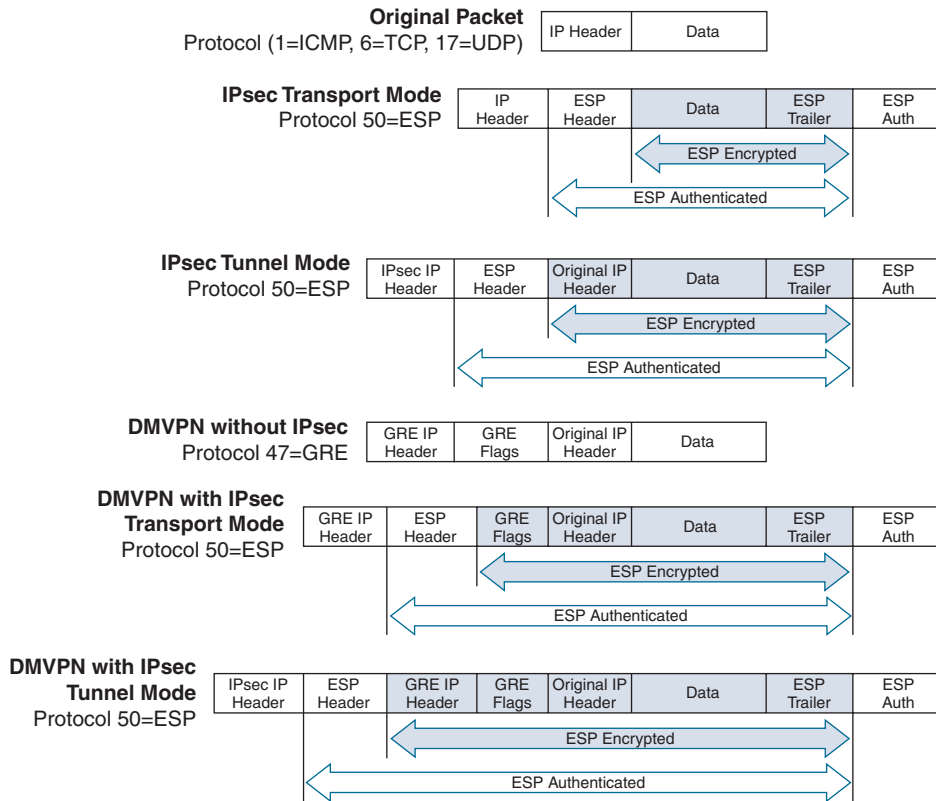 Original Packet
Protocol (1=ICMP, 6=TCP, 17=UDP)
IP Header
Data
IPsec Transport Mode
Protocol 50=ESP
IP
Header
ESP
Header
Data
ESP
Trailer
ESP
Auth
ESP Encrypted
ESP Authenticated
IPsec Tunnel Mode
Protocol 50=ESP
IPsec IP
Header
ESP
Header
Original IP
Header
Data
ESP
Trailer
ESP
Auth
ESP Encrypted
ESP Authenticated
DMVPN without IPsec
Protocol 47=GRE
GRE IP
Header
GRE
Flags
Original IP
Header
Data
DMVPN with IPsec
Transport Mode
Protocol 50=ESP
GRE IP
Header
ESP
Header
GRE
Flags
Original IP
Header
Data
ESP
Trailer
ESP
Auth
ESP Encrypted
ESP Authenticated
DMVPN with IPsec
Tunnel Mode
Protocol 50=ESP
IPsec IP
Header
ESP
Header
GRE IP
Header
GRE
Flags
Original IP
Header
Data
ESP
Trailer
ESP
Auth
ESP Encrypted
ESP Authenticated